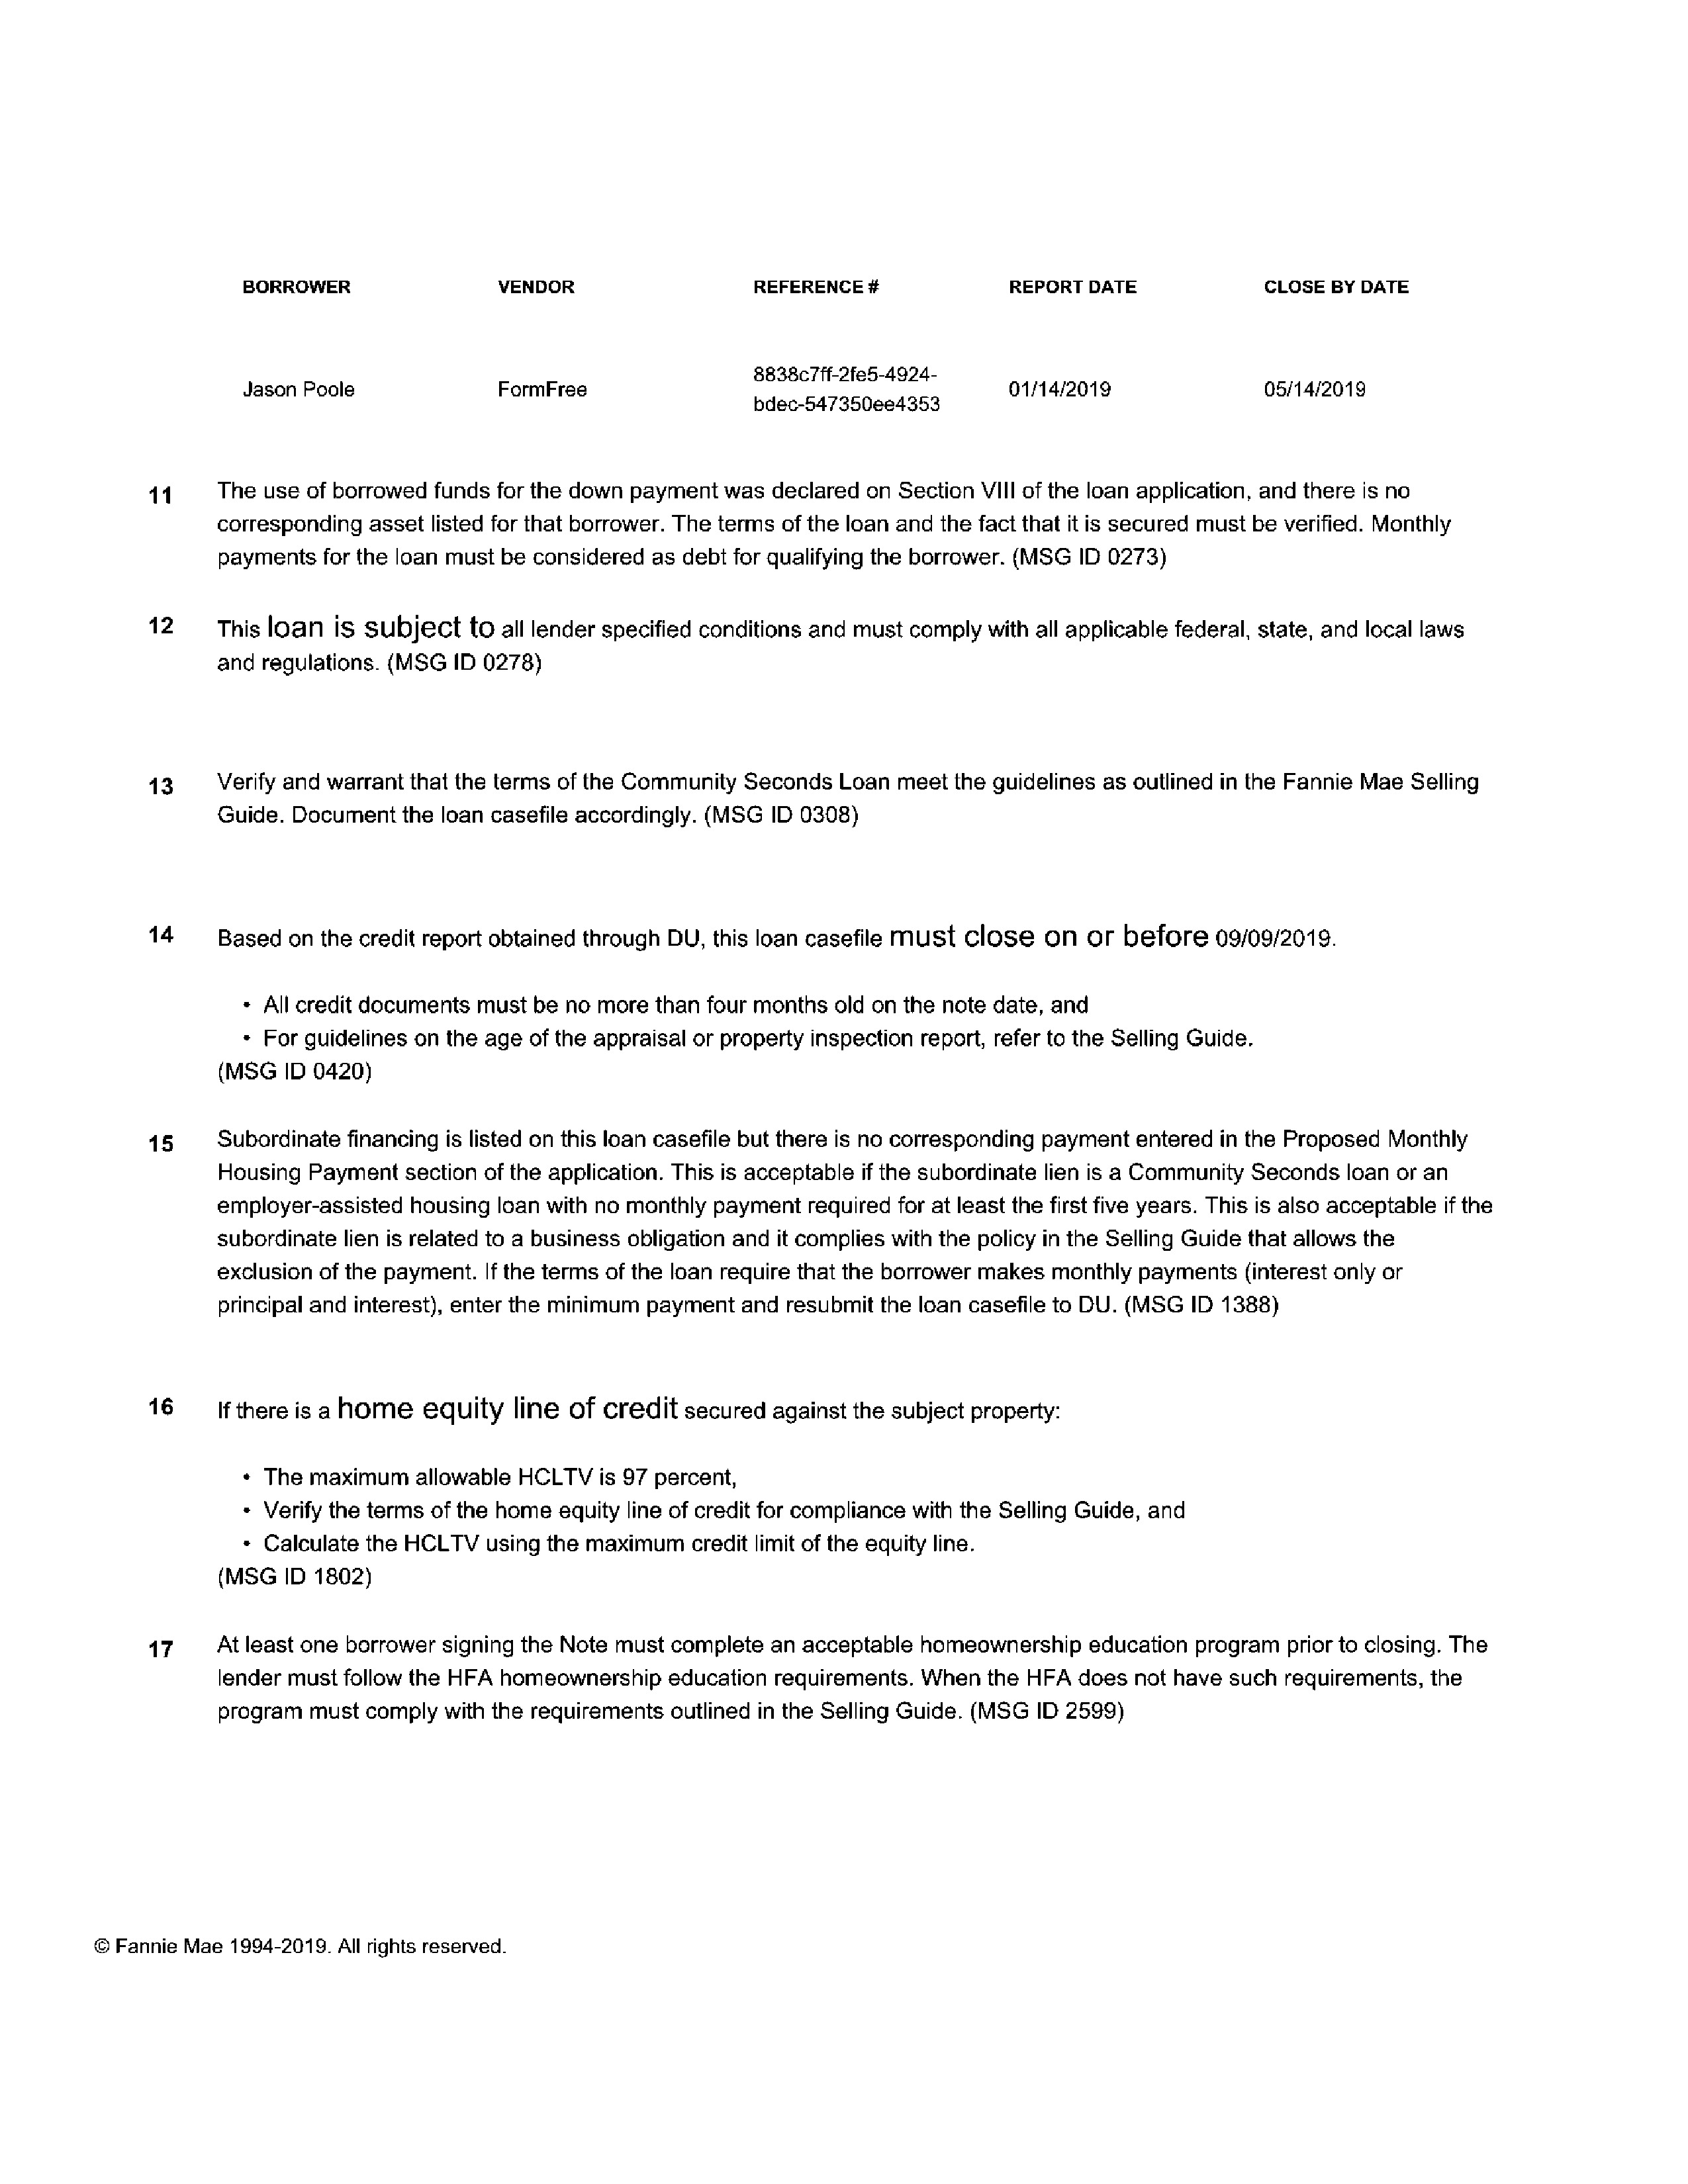 BORROWER VENDOR REFERENCE # REPORT DATE CLOSE BY DATE
8838c7ff-2fe5-4924-
Jason Poole FormFree 01/14/2019 05/14/2019
bdec-547350ee4353
11 The use of borrowed funds for the down payment was declared on Section VIII of the loan application, and there is no
corresponding asset listed for that borrower. The terms of the loan and the fact that it is secured must be verified. Monthly
payments for the loan must be considered as debt for qualifying the borrower. (MSG ID 0273)
12 This loan is subject to all lender specified conditions and must comply with all applicable federal, state, and local laws
and regulations. (MSG ID 0278)
13 Verify and warrant that the terms of the Community Seconds Loan meet the guidelines as outlined in the Fannie Mae Selling
Guide. Document the loan casefile accordingly. (MSG ID 0308)
14 Based on the credit report obtained through DU, this loan casefile must close on or before 09/09/2019.
• All credit documents must be no more than four months old on the note date, and
• For guidelines on the age of the appraisal or property inspection report, refer to the Selling Guide.
(MSG ID 0420)
15 Subordinate financing is listed on this loan casefile but there is no corresponding payment entered in the Proposed Monthly
Housing Payment section of the application. This is acceptable if the subordinate lien is a Community Seconds loan or an
employer-assisted housing loan with no monthly payment required for at least the first five years. This is also acceptable if the
subordinate lien is related to a business obligation and it complies with the policy in the Selling Guide that allows the
exclusion of the payment. If the terms of the loan require that the borrower makes monthly payments (interest only or
principal and interest), enter the minimum payment and resubmit the loan casefile to DU. (MSG ID 1388)
16 If there is a home equity line of credit secured against the subject property:
• The maximum allowable HCLTV is 97 percent,
• Verify the terms of the home equity line of credit for compliance with the Selling Guide, and
• Calculate the HCLTV using the maximum credit limit of the equity line.
(MSG ID 1802)
17 At least one borrower signing the Note must complete an acceptable homeownership education program prior to closing. The
lender must follow the HFA homeownership education requirements. When the HFA does not have such requirements, the
program must comply with the requirements outlined in the Selling Guide. (MSG ID 2599)
© Fannie Mae 1994-2019. All rights reserved.